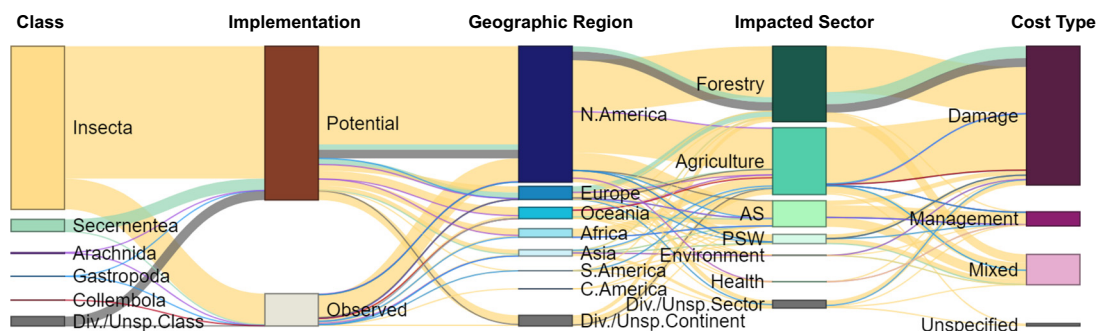 Class Implementation Geographic Region Impacted Sector Cost Type
Insecta
Secernentea
Arachnida
Gastropoda
Collembola
Div./Unsp.Class
Potential
Observed
N.America
Europe
Oceania
Africa
Asia
S.America
C.America
Div./Unsp.Continent
Forestry
Agriculture
AS
PSW
Environment
Health
Div./Unsp.Sector
Damage
Management
Mixed
Unspecified